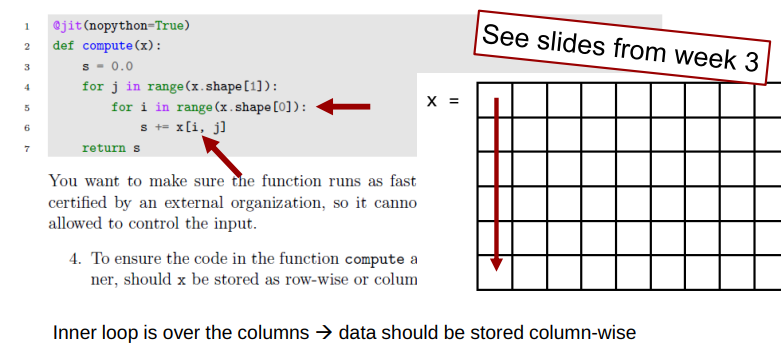 1 @jit(nopython=True)
2 def compute(x):
3 s = 0.0
4 for j in range(x.shape[1]):
5 for i in range(x.shape[0]):
6 s += x[i, j]
7 return s
See slides from week 3
x =
You want to make sure the function runs as fast
certified by an external organization, so it canno
allowed to control the input.
4. To ensure the code in the function compute a
ner, should x be stored as row-wise or colum
Inner loop is over the columns → data should be stored column-wise